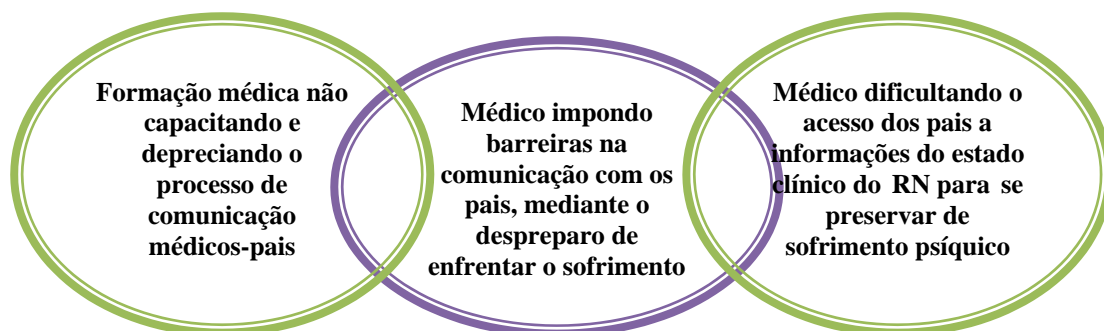 Formação médica não
capacitando e
depreciando o
processo de
comunicação
médicos-pais
Médico impondo
barreiras na
comunicação com os
pais, mediante o
despreparo de
enfrentar o sofrimento
Médico dificultando o
acesso dos pais a
informações do estado
clínico do RN para se
preservar de
sofrimento psíquico